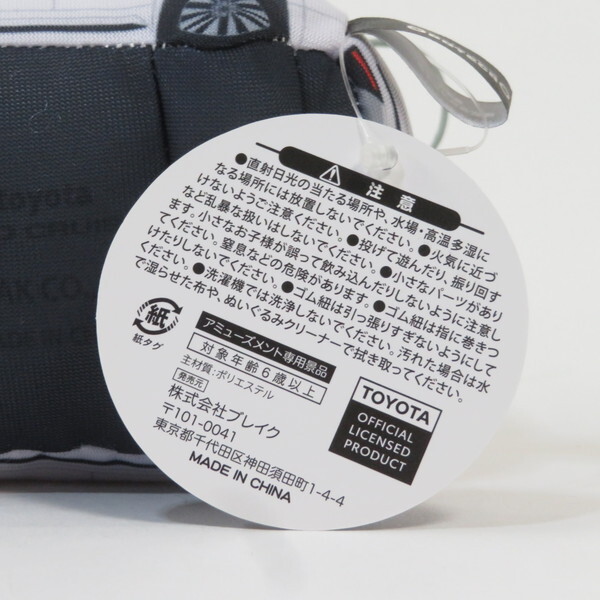 ⚠ 注意
●直射日光の当たる場所や、水場・高温多湿に
なる場所には放置しないでください。●火気に近づ
けないようご注意ください。●投げて遊んだり、振り回す
など乱暴な扱いはしないでください。●小さなパーツがあり
ます。小さなお子様が誤って飲み込んだりしないように注意し
てください。窒息などの危険があります。●ゴム紐は指に巻きつ
けたりしないでください。●ゴム紐は引っ張りすぎないようにして
ください。●洗濯機では洗浄しないでください。汚れた場合は水
で湿らせた布や、ぬいぐるみクリーナーで拭き取ってください。
紙
紙タグ
アミューズメント専用景品
対象年齢6歳以上
主材質:ポリエステル
発売元
株式会社ブレイク
〒101-0041
東京都千代田区神田須田町1-4-4
MADE IN CHINA
TOYOTA
OFFICIAL
LICENSED
PRODUCT
toyota